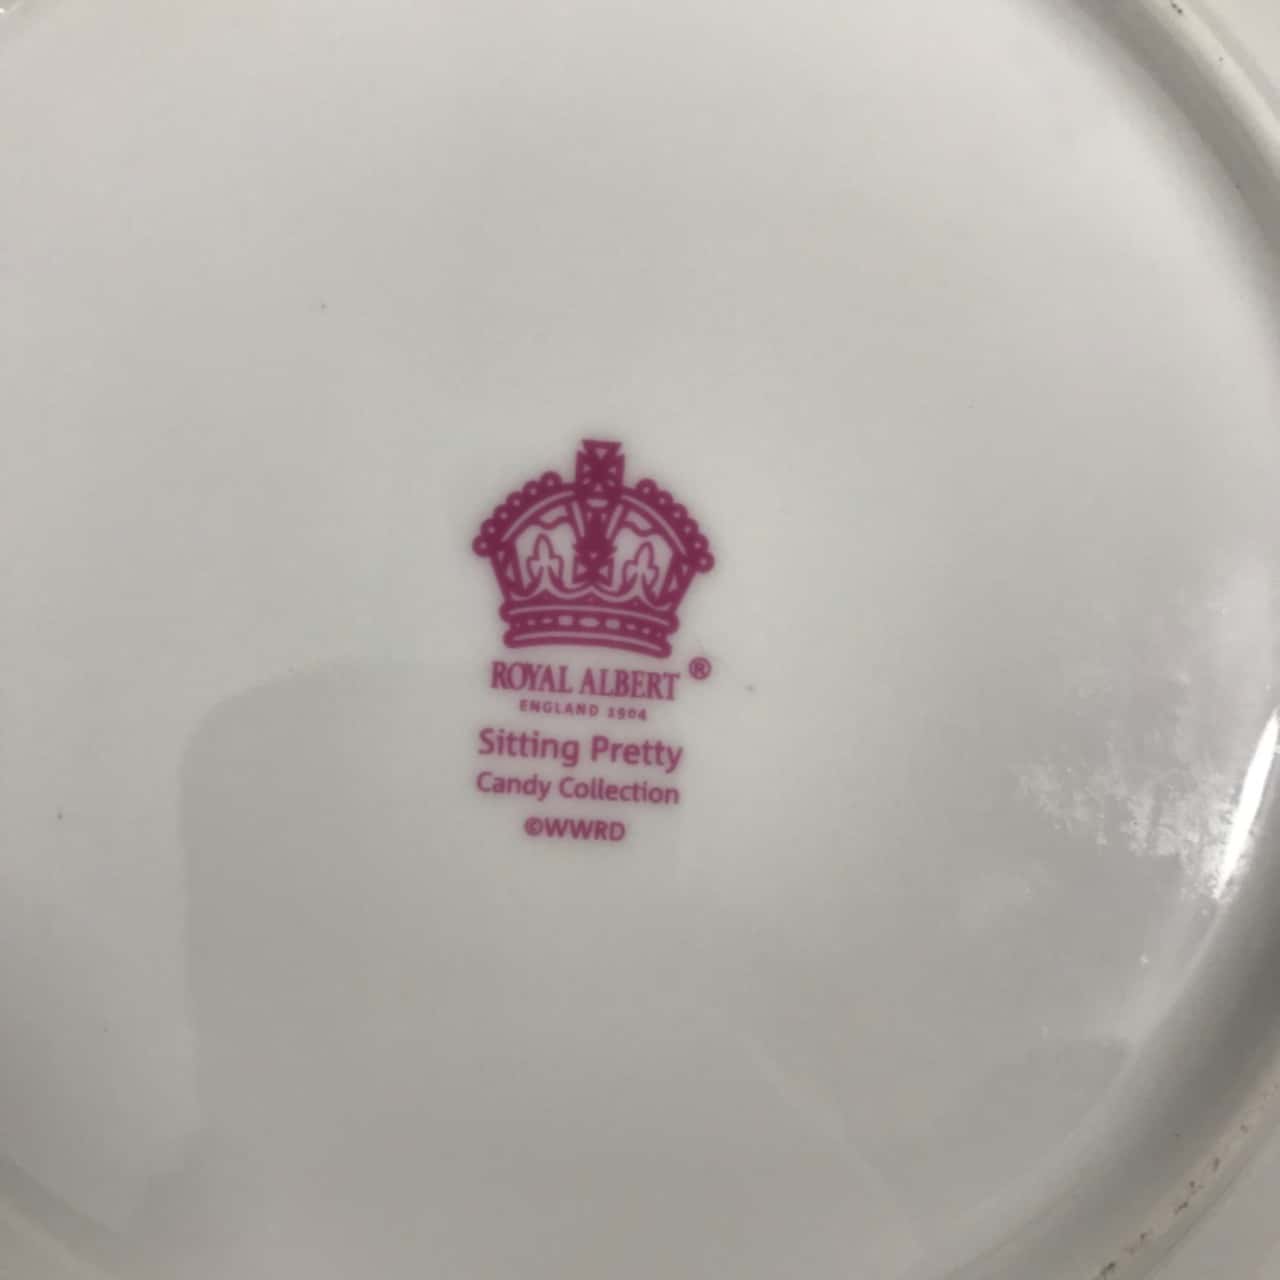 ROYAL ALBERT ®
ENGLAND 1904
Sitting Pretty
Candy Collection
©WWRD